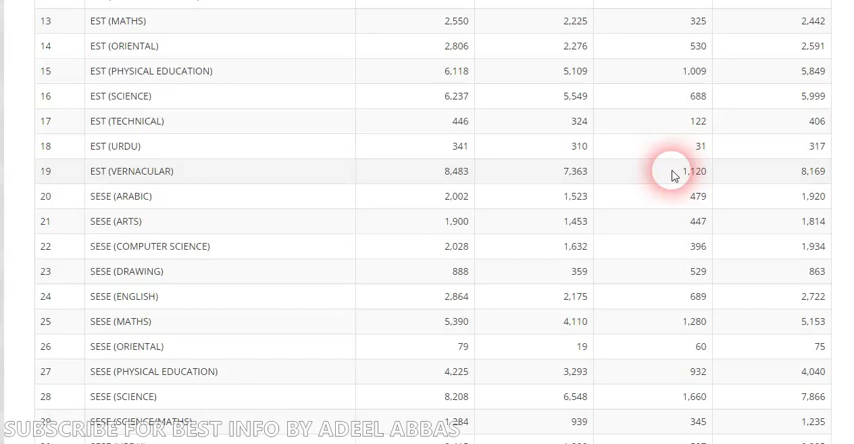 13 EST (MATHS) 2,550 2,225 325 2,442
14 EST (ORIENTAL) 2,806 2,276 530 2,591
15 EST (PHYSICAL EDUCATION) 6,118 5,109 1,009 5,849
16 EST (SCIENCE) 6,237 5,549 688 5,999
17 EST (TECHNICAL) 446 324 122 406
18 EST (URDU) 341 310 31 317
19 EST (VERNACULAR) 8,483 7,363 1,120 8,169
20 SESE (ARABIC) 2,002 1,523 479 1,920
21 SESE (ARTS) 1,900 1,453 447 1,814
22 SESE (COMPUTER SCIENCE) 2,028 1,632 396 1,934
23 SESE (DRAWING) 888 359 529 863
24 SESE (ENGLISH) 2,864 2,175 689 2,722
25 SESE (MATHS) 5,390 4,110 1,280 5,153
26 SESE (ORIENTAL) 79 19 60 75
27 SESE (PHYSICAL EDUCATION) 4,225 3,293 932 4,040
28 SESE (SCIENCE) 8,208 6,548 1,660 7,866
29 SESE (SCIENCE/MATHS) 1,284 939 345 1,235
SUBSCRIBE FOR BEST INFO BY ADEEL ABBAS